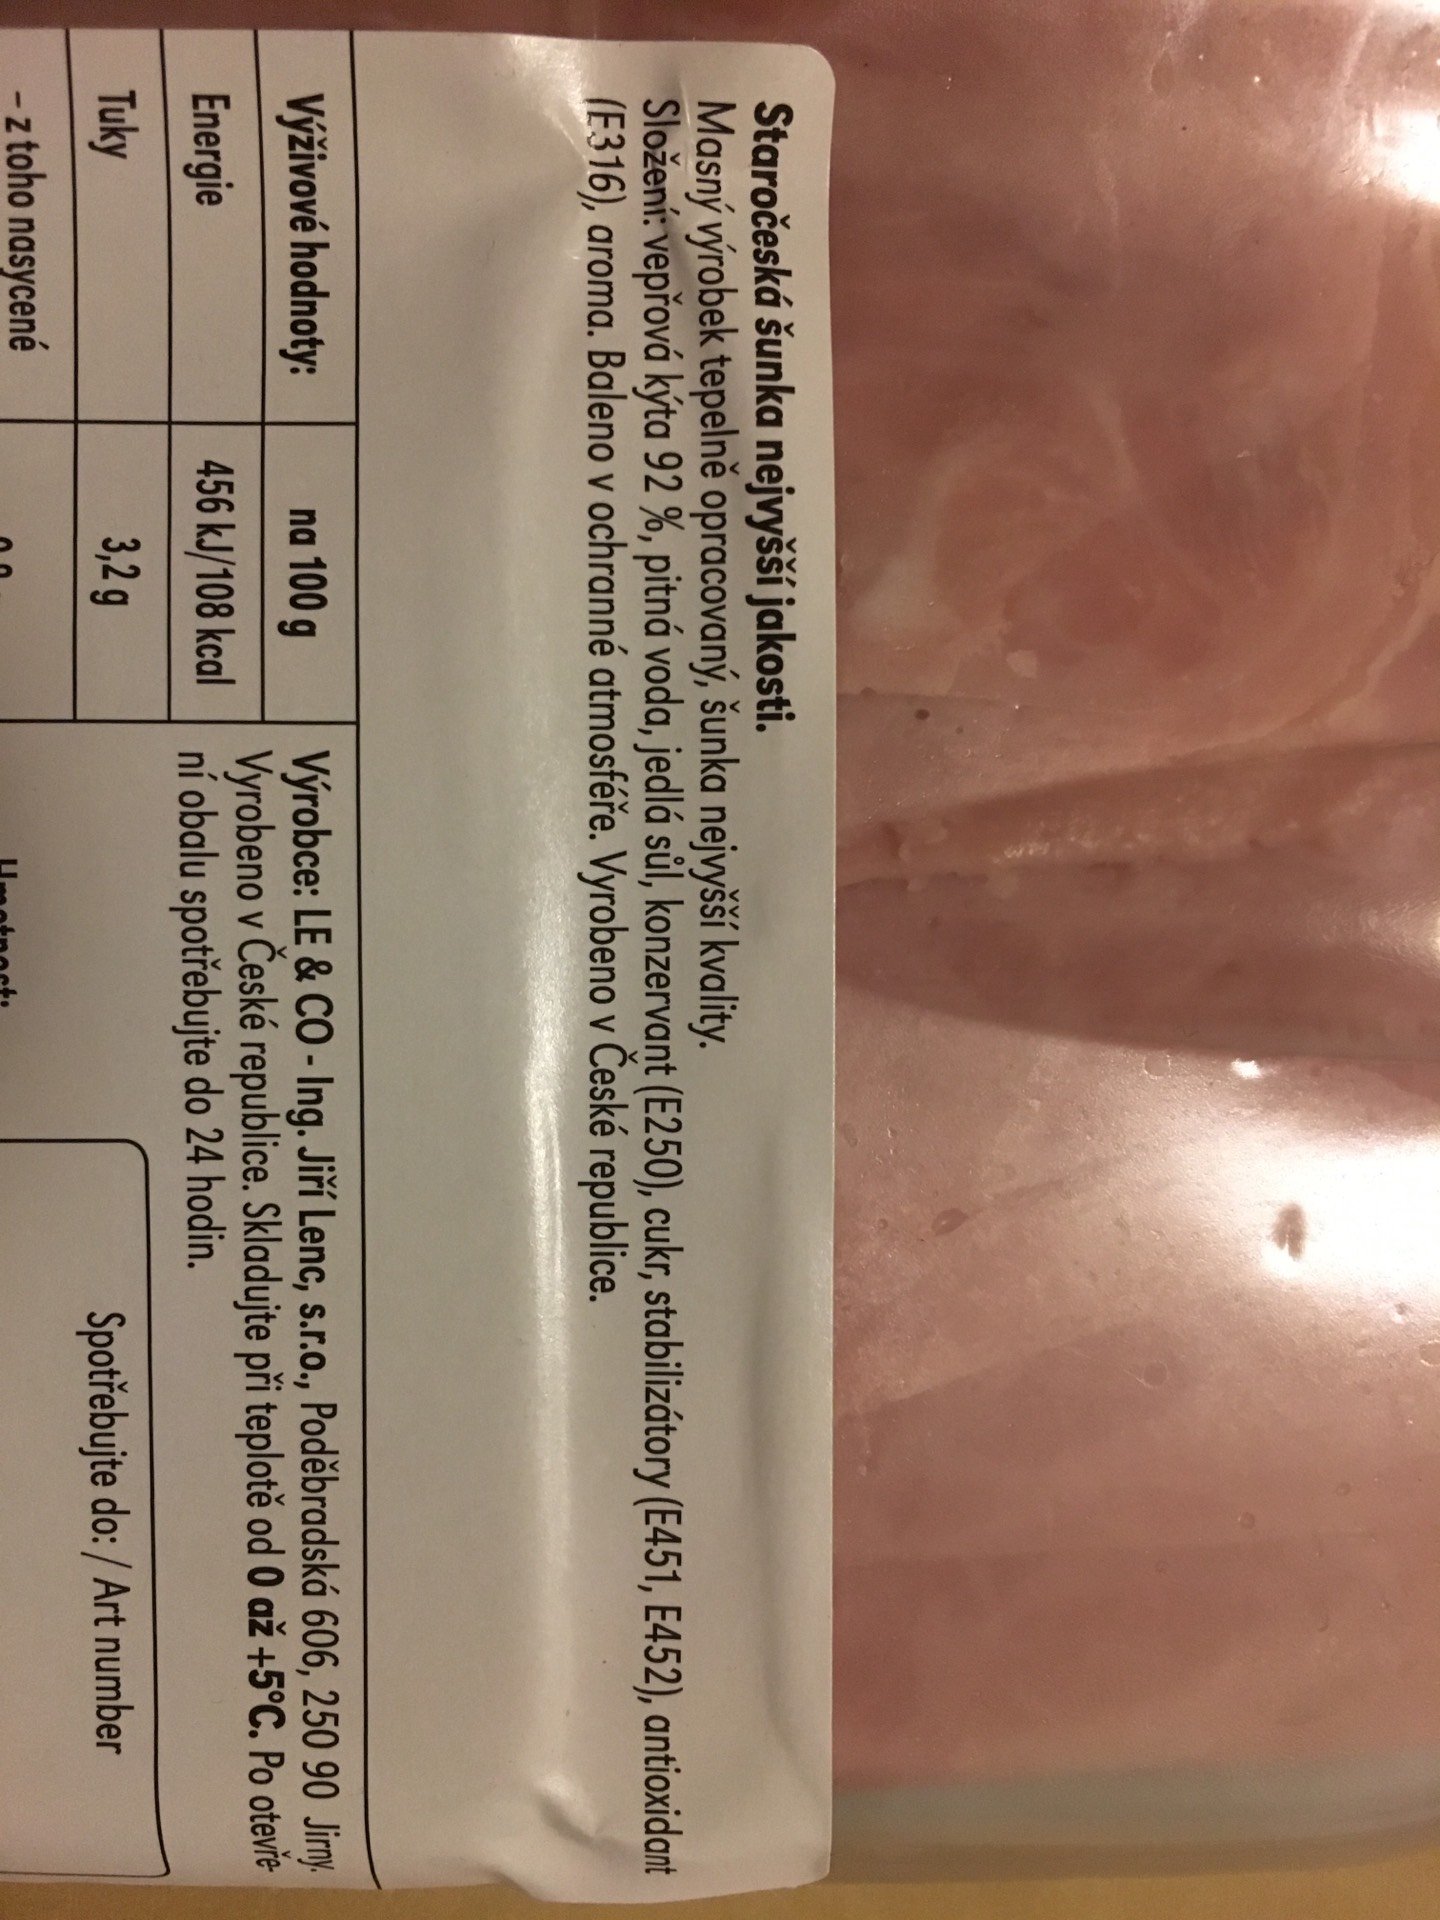 Staročeská šunka nejvyšší jakosti.
Masný výrobek tepelně opracovaný, šunka nejvyšší kvality.
Složení: vepřová kýta 92 %, pitná voda, jedlá sůl, konzervant (E250), cukr, stabilizátory (E451, E452), antioxidant
(E316), aroma. Baleno v ochranné atmosféře. Vyrobeno v České republice.
Výživové hodnoty: na 100 g
Energie 456 kJ/108 kcal
Tuky 3,2 g
- z toho nasycené
Výrobce: LE & CO - Ing. Jiří Lenc, s.r.o., Poděbradská 606, 250 90 Jirny.
Vyrobeno v České republice. Skladujte při teplotě od 0 až +5°C. Po otevře-
ní obalu spotřebujte do 24 hodin.
Spotřebujte do: / Art number